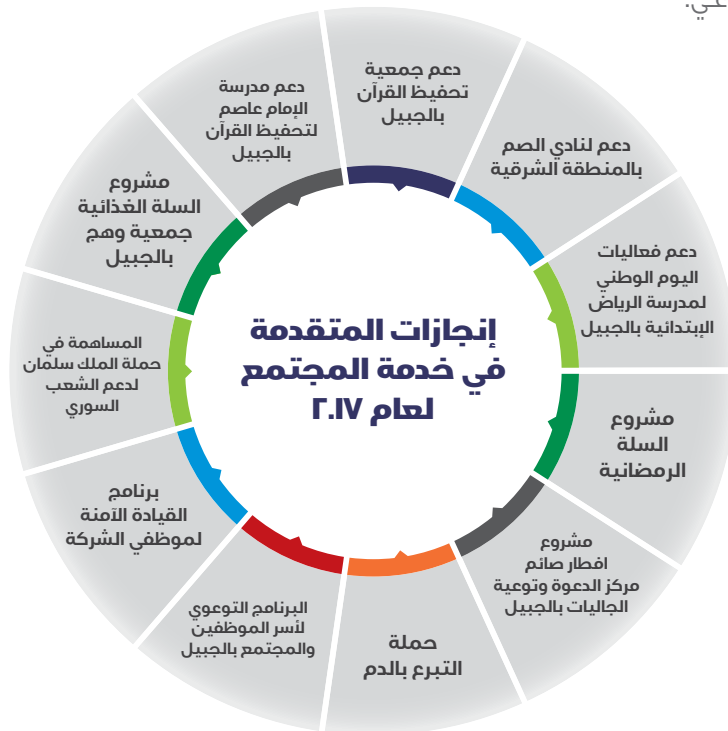 إنجازات المتقدمة
في خدمة المجتمع
لعام ٢.١٧
دعم جمعية
تحفيظ القرآن
بالجبيل
دعم لنادي الصم
بالمنطقة الشرقية
دعم فعاليات
اليوم الوطني
لمدرسة الرياض
الإبتدائية بالجبيل
مشروع
السلة
الرمضانية
مشروع
افطار صائم
مركز الدعوة وتوعية
الجاليات بالجبيل
حملة
التبرع بالدم
البرنامج التوعوي
لأسر الموظفين
والمجتمع بالجبيل
برنامج
القيادة الآمنة
لموظفي الشركة
المساهمة في
حملة الملك سلمان
لدعم الشعب
السوري
مشروع
السلة الغذائية
جمعية وهج
بالجبيل
دعم مدرسة
الإمام عاصم
لتحفيظ القرآن
بالجبيل